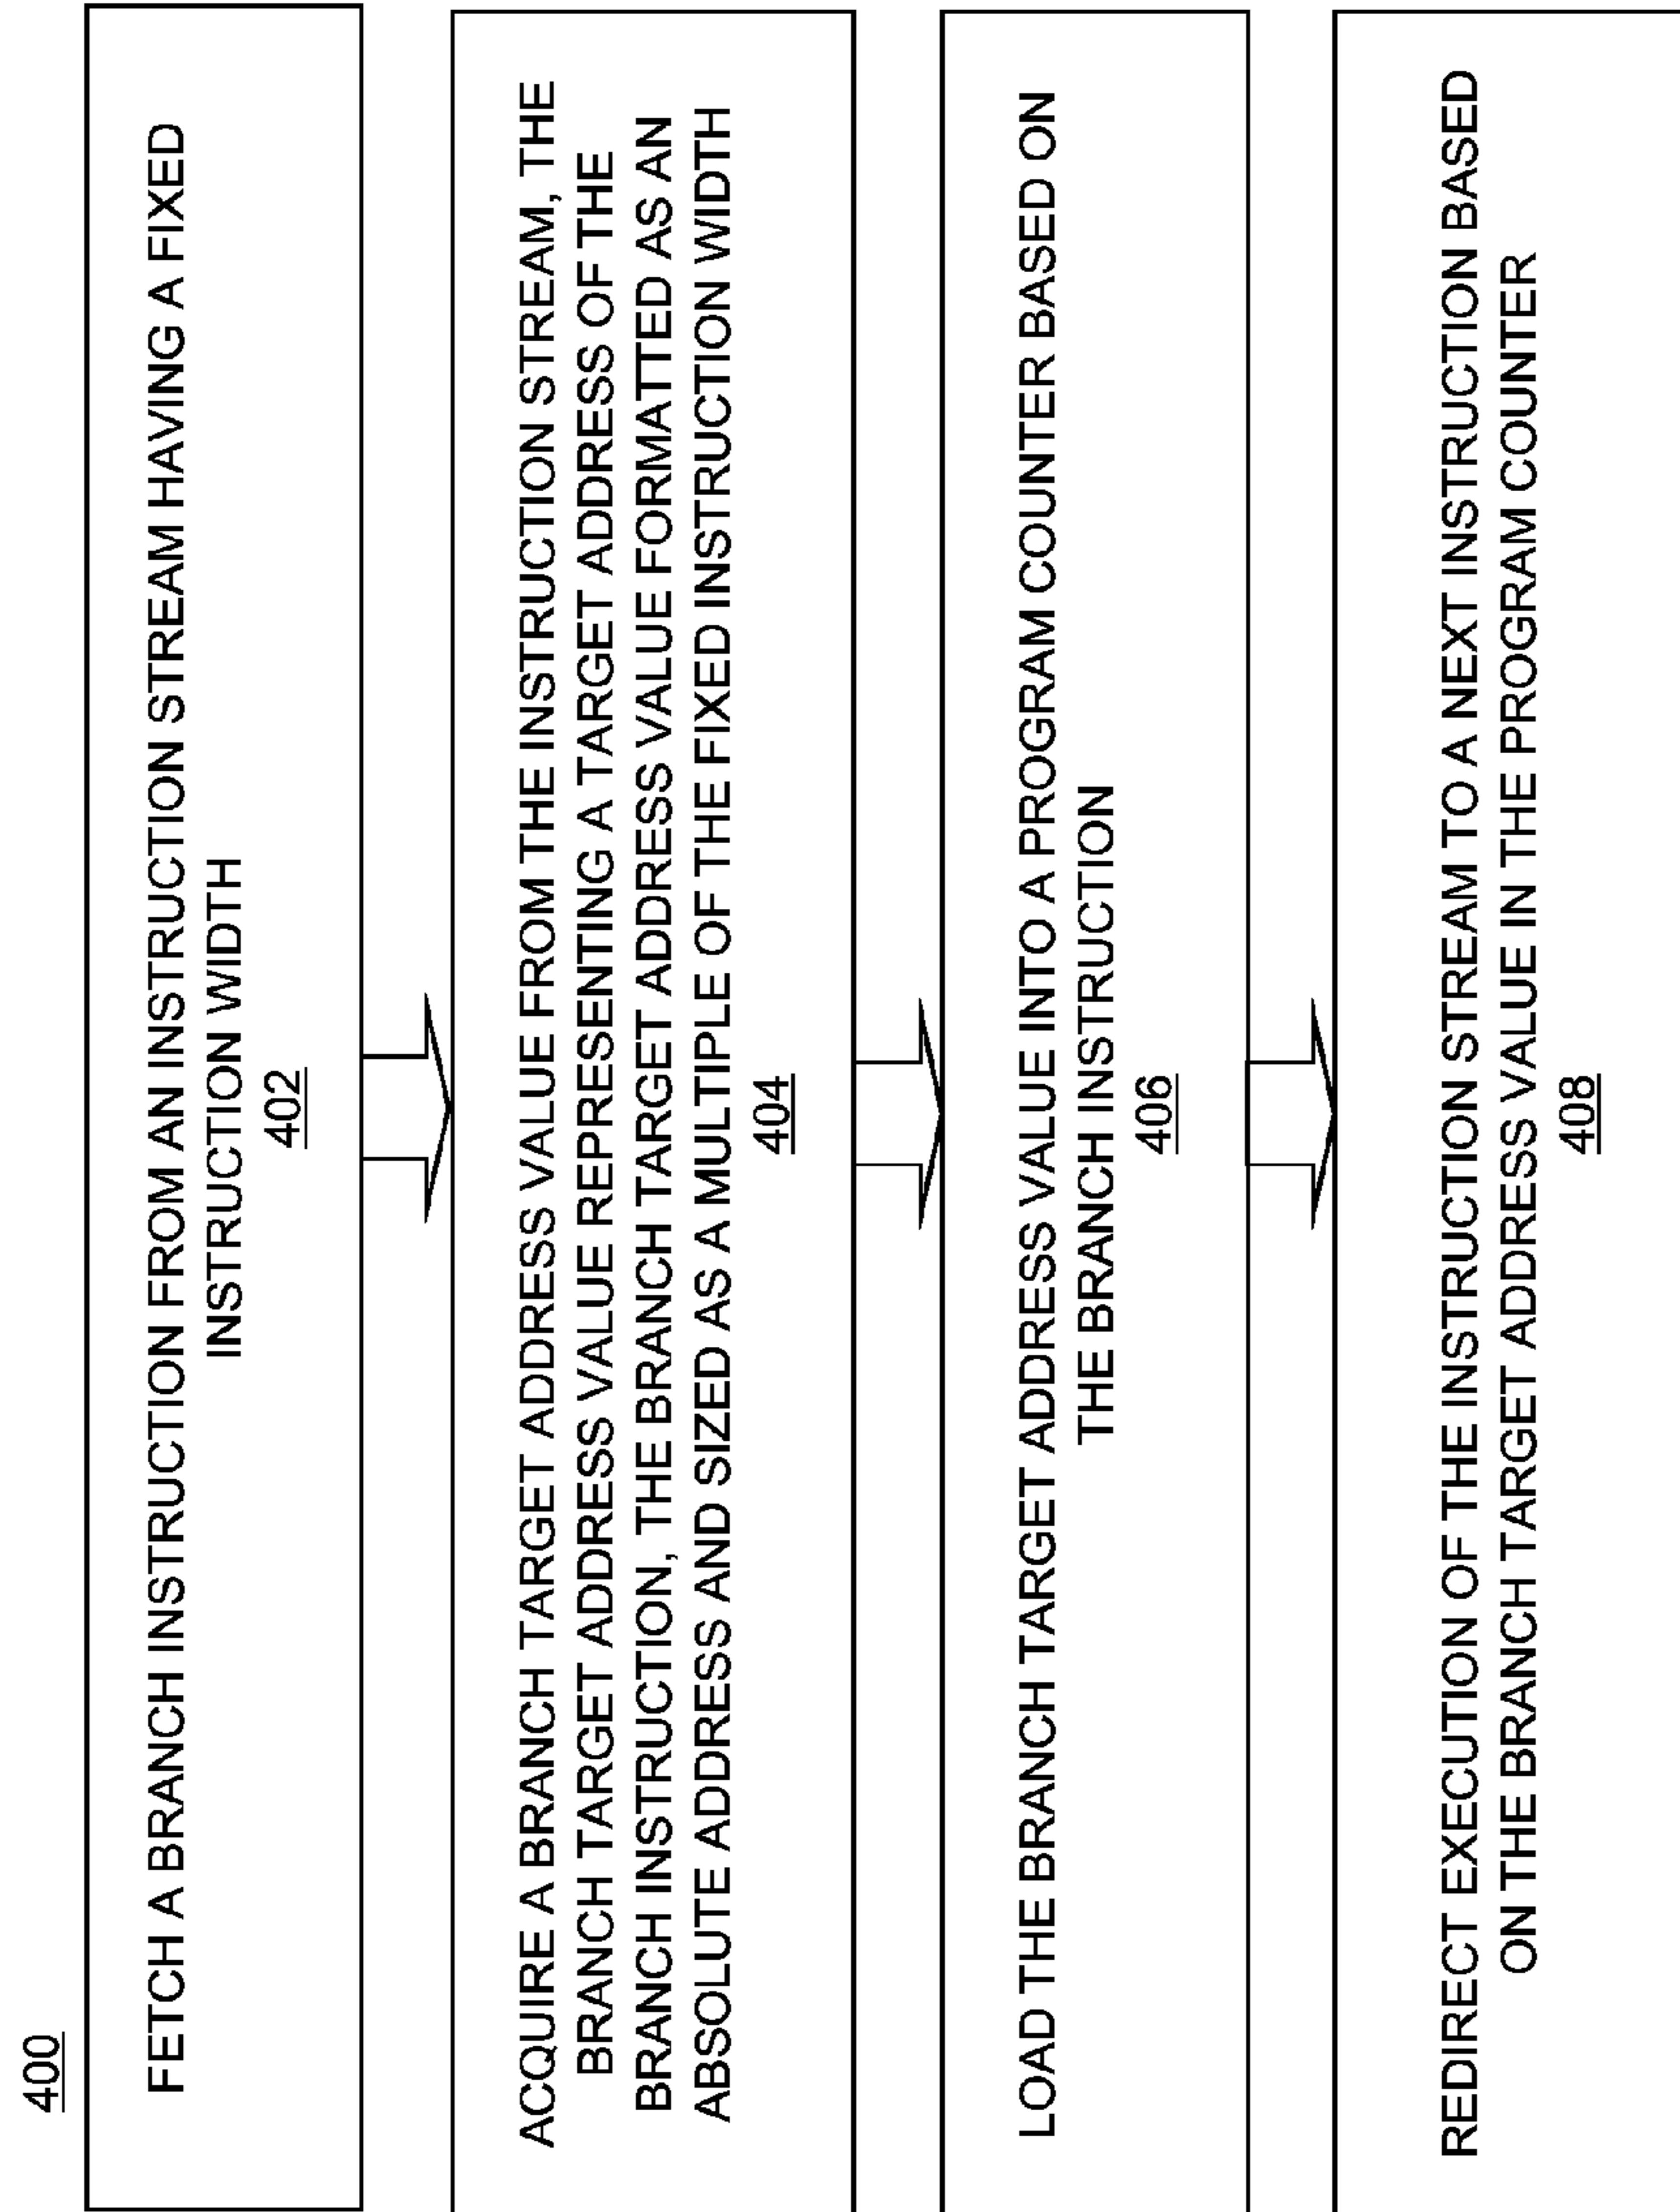 400
FETCH A BRANCH INSTRUCTION FROM AN INSTRUCTION STREAM HAVING A FIXED
INSTRUCTION WIDTH
402
ACQUIRE A BRANCH TARGET ADDRESS VALUE FROM THE INSTRUCTION STREAM, THE
BRANCH TARGET ADDRESS VALUE REPRESENTING A TARGET ADDRESS OF THE
BRANCH INSTRUCTION, THE BRANCH TARGET ADDRESS VALUE FORMATTED AS AN
ABSOLUTE ADDRESS AND SIZED AS A MULTIPLE OF THE FIXED INSTRUCTION WIDTH
404
LOAD THE BRANCH TARGET ADDRESS VALUE INTO A PROGRAM COUNTER BASED ON
THE BRANCH INSTRUCTION
406
REDIRECT EXECUTION OF THE INSTRUCTION STREAM TO A NEXT INSTRUCTION BASED
ON THE BRANCH TARGET ADDRESS VALUE IN THE PROGRAM COUNTER
408